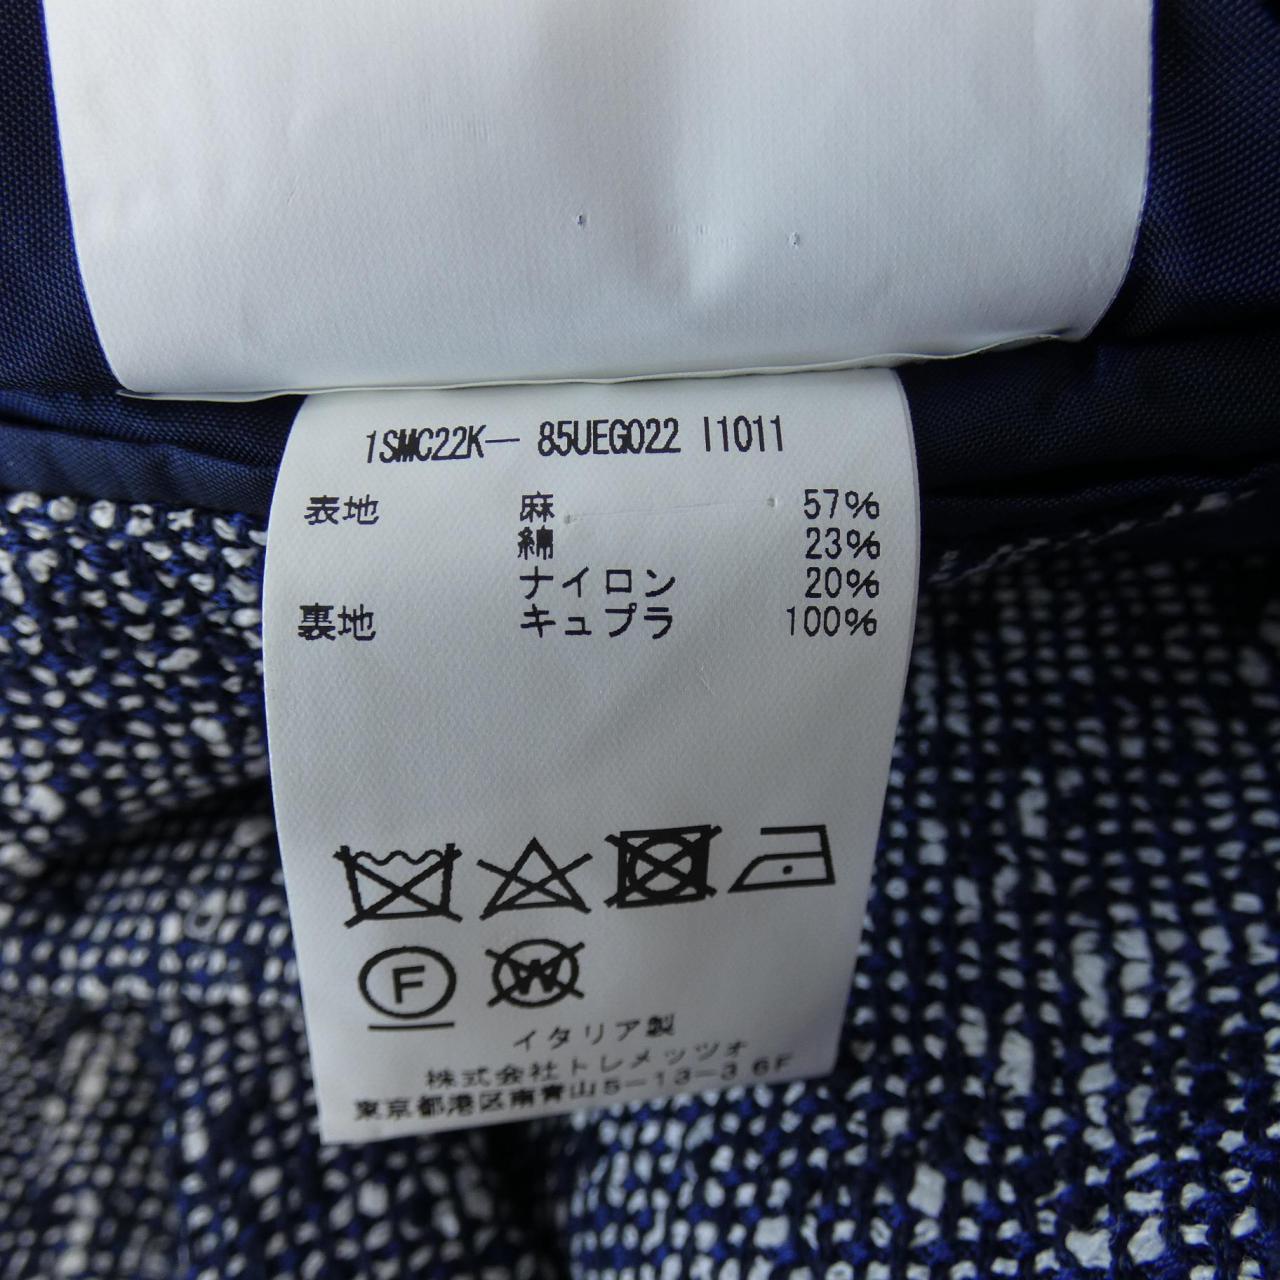 1SMC22K— 85UEG022 I1011
表地 麻 57%
綿 23%
ナイロン 20%
裏地 キュプラ 100%
F W
イタリア製
株式会社トレメッツォ
東京都港区南青山5-13-3 6F